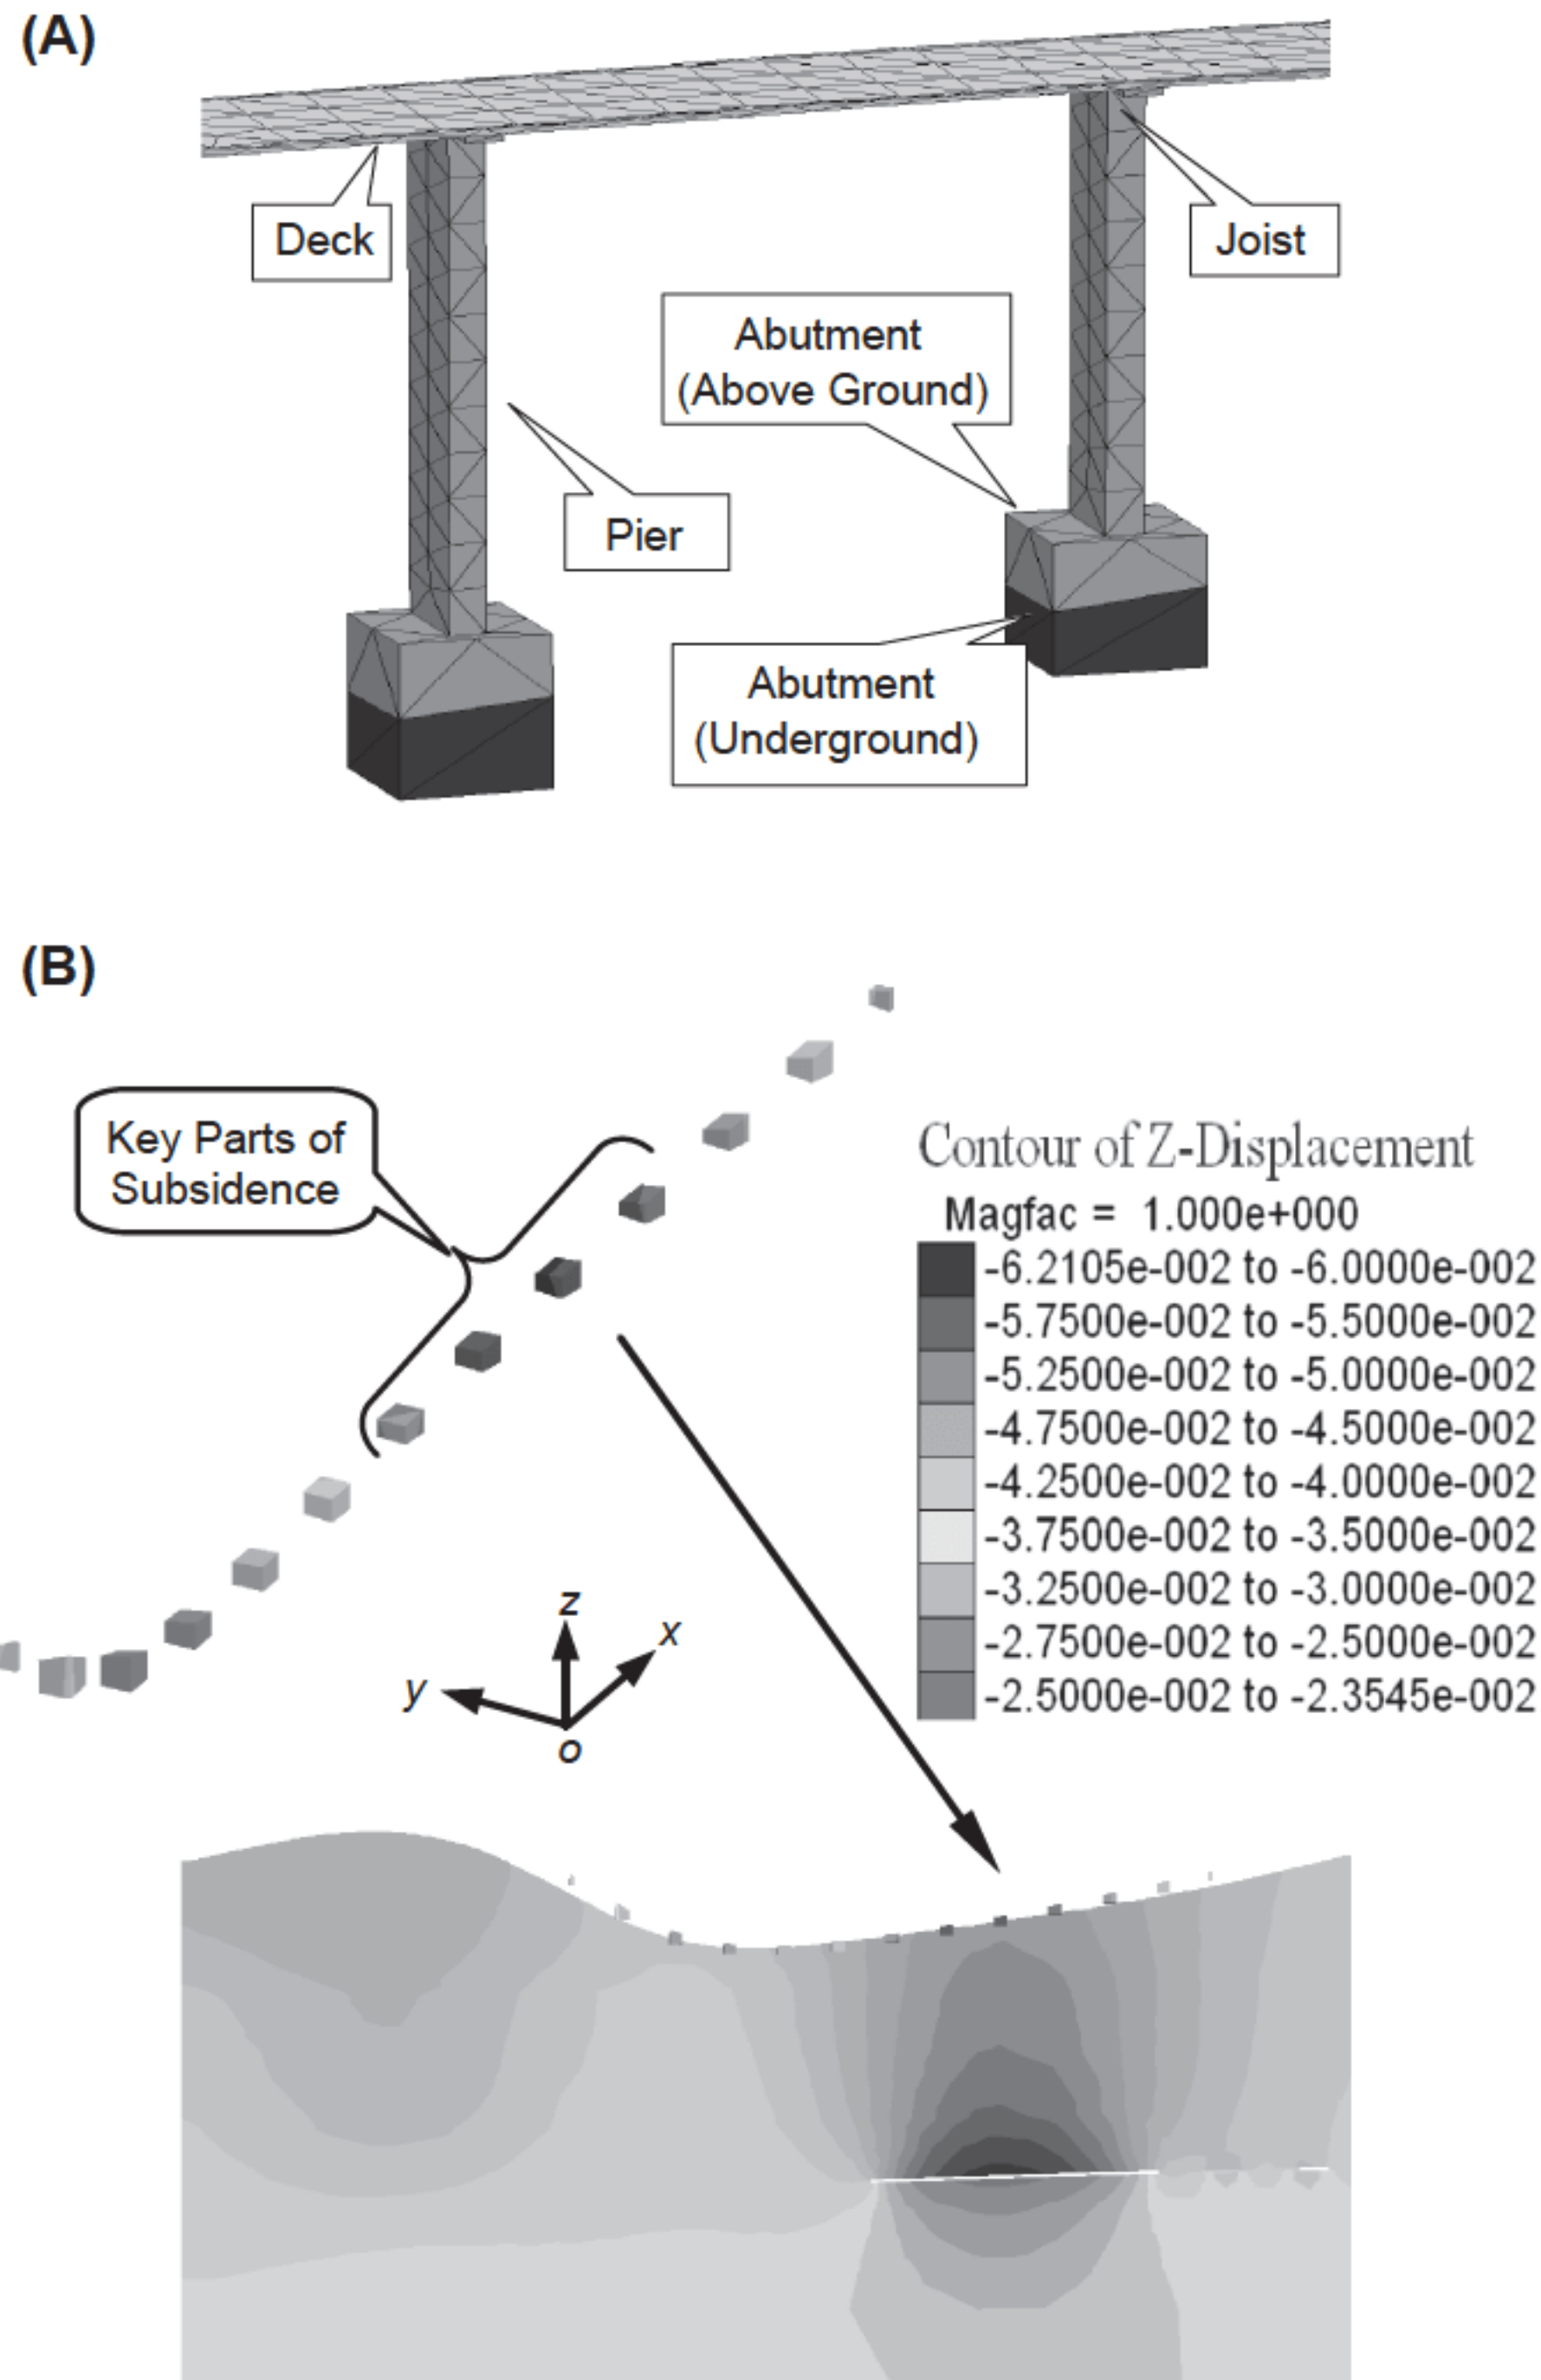 (A)
Deck
Joist
Abutment
(Above Ground)
Pier
Abutment
(Underground)
(B)
Key Parts of
Subsidence
Contour of Z-Displacement
Magfac = 1.000e+000
-6.2105e-002 to -6.0000e-002
-5.7500e-002 to -5.5000e-002
-5.2500e-002 to -5.0000e-002
-4.7500e-002 to -4.5000e-002
-4.2500e-002 to -4.0000e-002
-3.7500e-002 to -3.5000e-002
-3.2500e-002 to -3.0000e-002
-2.7500e-002 to -2.5000e-002
-2.5000e-002 to -2.3545e-002
z
x
y
o